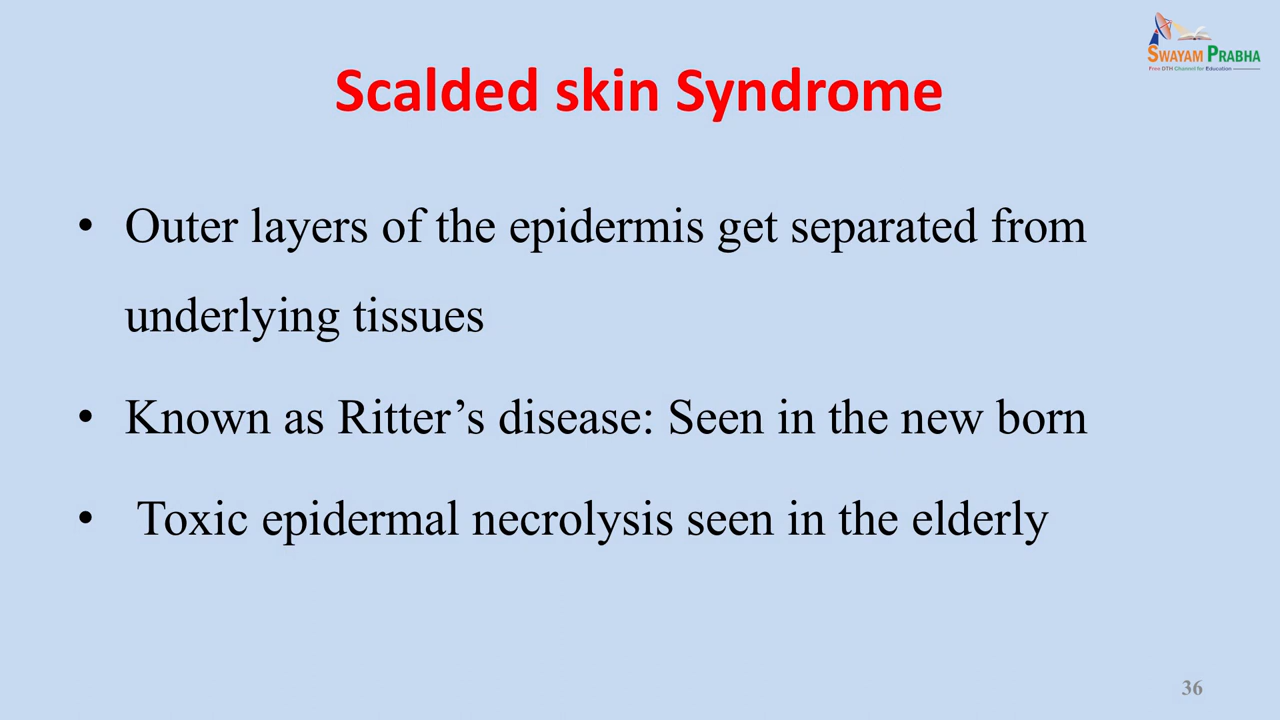 SWAYAM PRABHA
Free DTH Channel for Education
Scalded skin Syndrome
• Outer layers of the epidermis get separated from
underlying tissues
• Known as Ritter’s disease: Seen in the new born
• Toxic epidermal necrolysis seen in the elderly
36